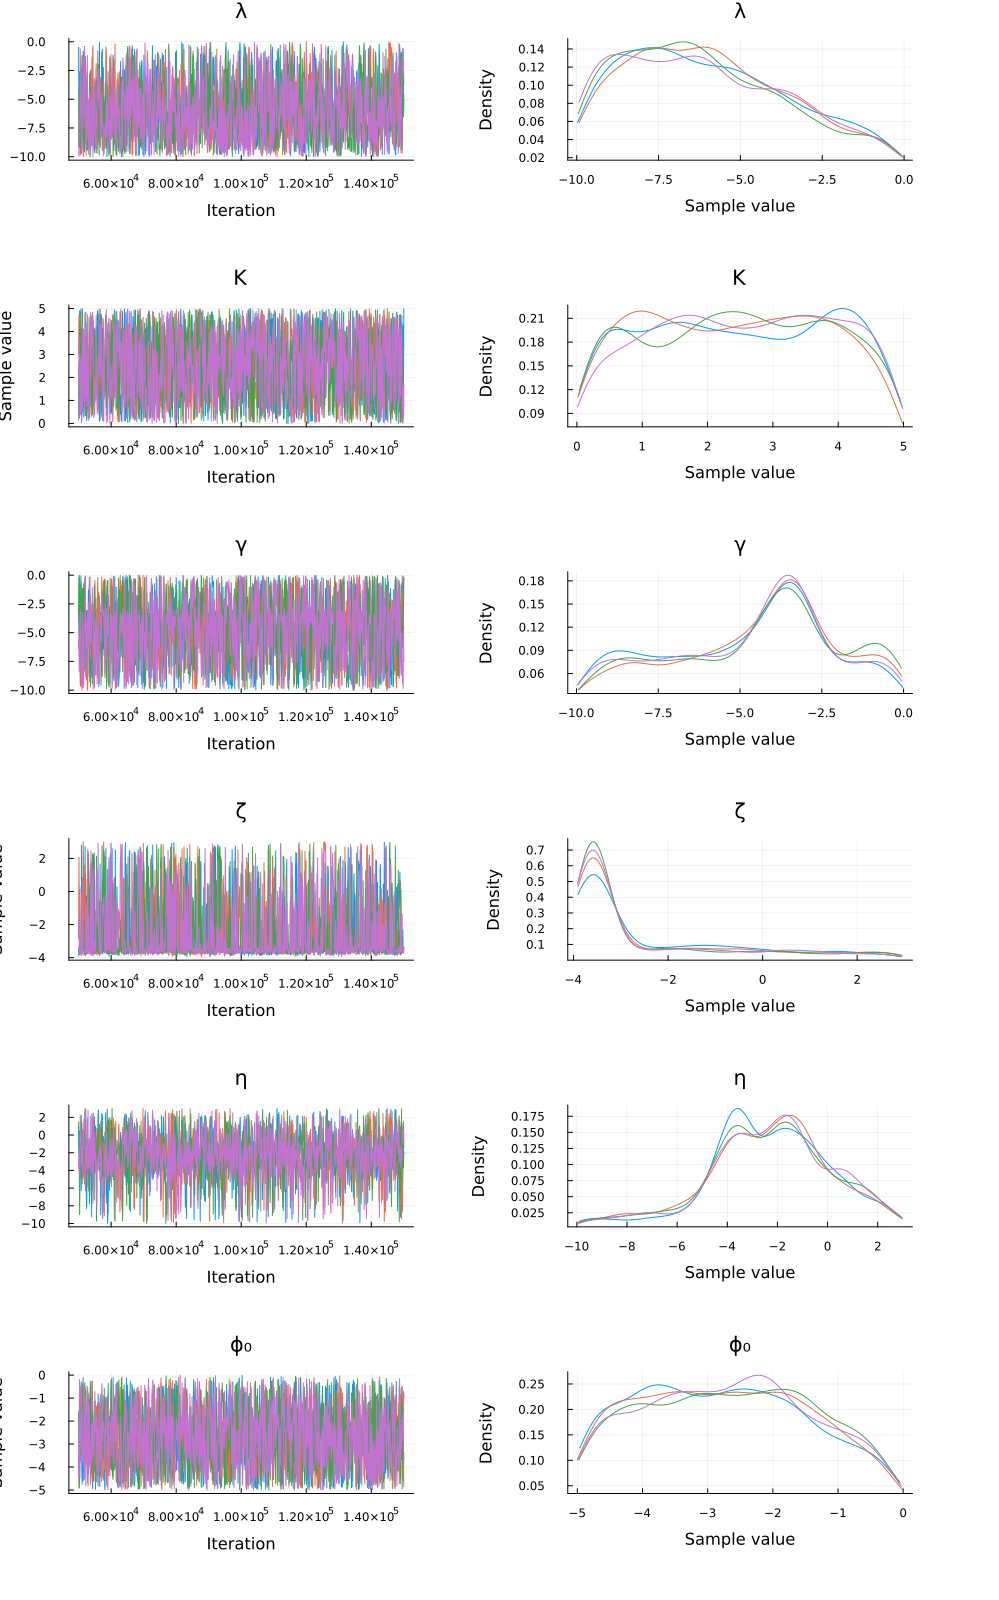 λ
λ
0.0
−2.5
−5.0
−7.5
−10.0
6.00×10⁴ 8.00×10⁴ 1.00×10⁵ 1.20×10⁵ 1.40×10⁵
Iteration
Density
0.14
0.12
0.10
0.08
0.06
0.04
0.02
−10.0 −7.5 −5.0 −2.5 0.0
Sample value
K
K
Sample value
5
4
3
2
1
0
6.00×10⁴ 8.00×10⁴ 1.00×10⁵ 1.20×10⁵ 1.40×10⁵
Iteration
Density
0.21
0.18
0.15
0.12
0.09
0 1 2 3 4 5
Sample value
γ
γ
0.0
−2.5
−5.0
−7.5
−10.0
6.00×10⁴ 8.00×10⁴ 1.00×10⁵ 1.20×10⁵ 1.40×10⁵
Iteration
Density
0.18
0.15
0.12
0.09
0.06
−10.0 −7.5 −5.0 −2.5 0.0
Sample value
ζ
ζ
2
0
−2
−4
6.00×10⁴ 8.00×10⁴ 1.00×10⁵ 1.20×10⁵ 1.40×10⁵
Iteration
Density
0.7
0.6
0.5
0.4
0.3
0.2
0.1
−4 −2 0 2
Sample value
η
η
2
0
−2
−4
−6
−8
−10
6.00×10⁴ 8.00×10⁴ 1.00×10⁵ 1.20×10⁵ 1.40×10⁵
Iteration
Density
0.175
0.150
0.125
0.100
0.075
0.050
0.025
−10 −8 −6 −4 −2 0 2
Sample value
ϕ₀
ϕ₀
0
−1
−2
−3
−4
−5
6.00×10⁴ 8.00×10⁴ 1.00×10⁵ 1.20×10⁵ 1.40×10⁵
Iteration
Density
0.25
0.20
0.15
0.10
0.05
−5 −4 −3 −2 −1 0
Sample value